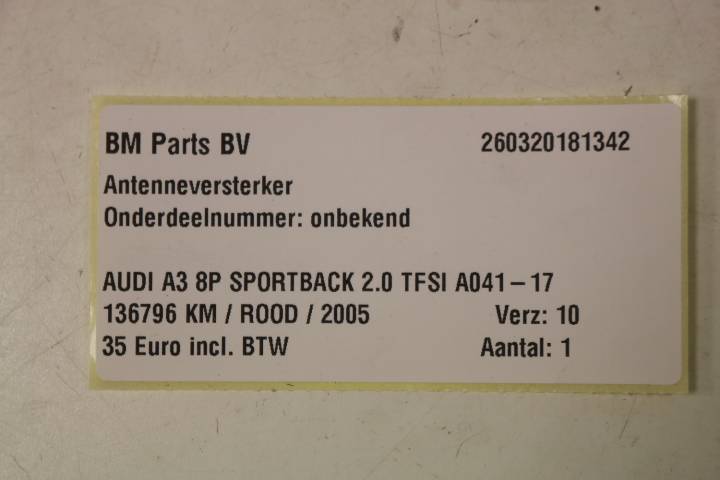 BM Parts BV 260320181342
Antenneversterker
Onderdeelnummer: onbekend
AUDI A3 8P SPORTBACK 2.0 TFSI A041-17
136796 KM / ROOD / 2005 Verz: 10
35 Euro incl. BTW Aantal: 1